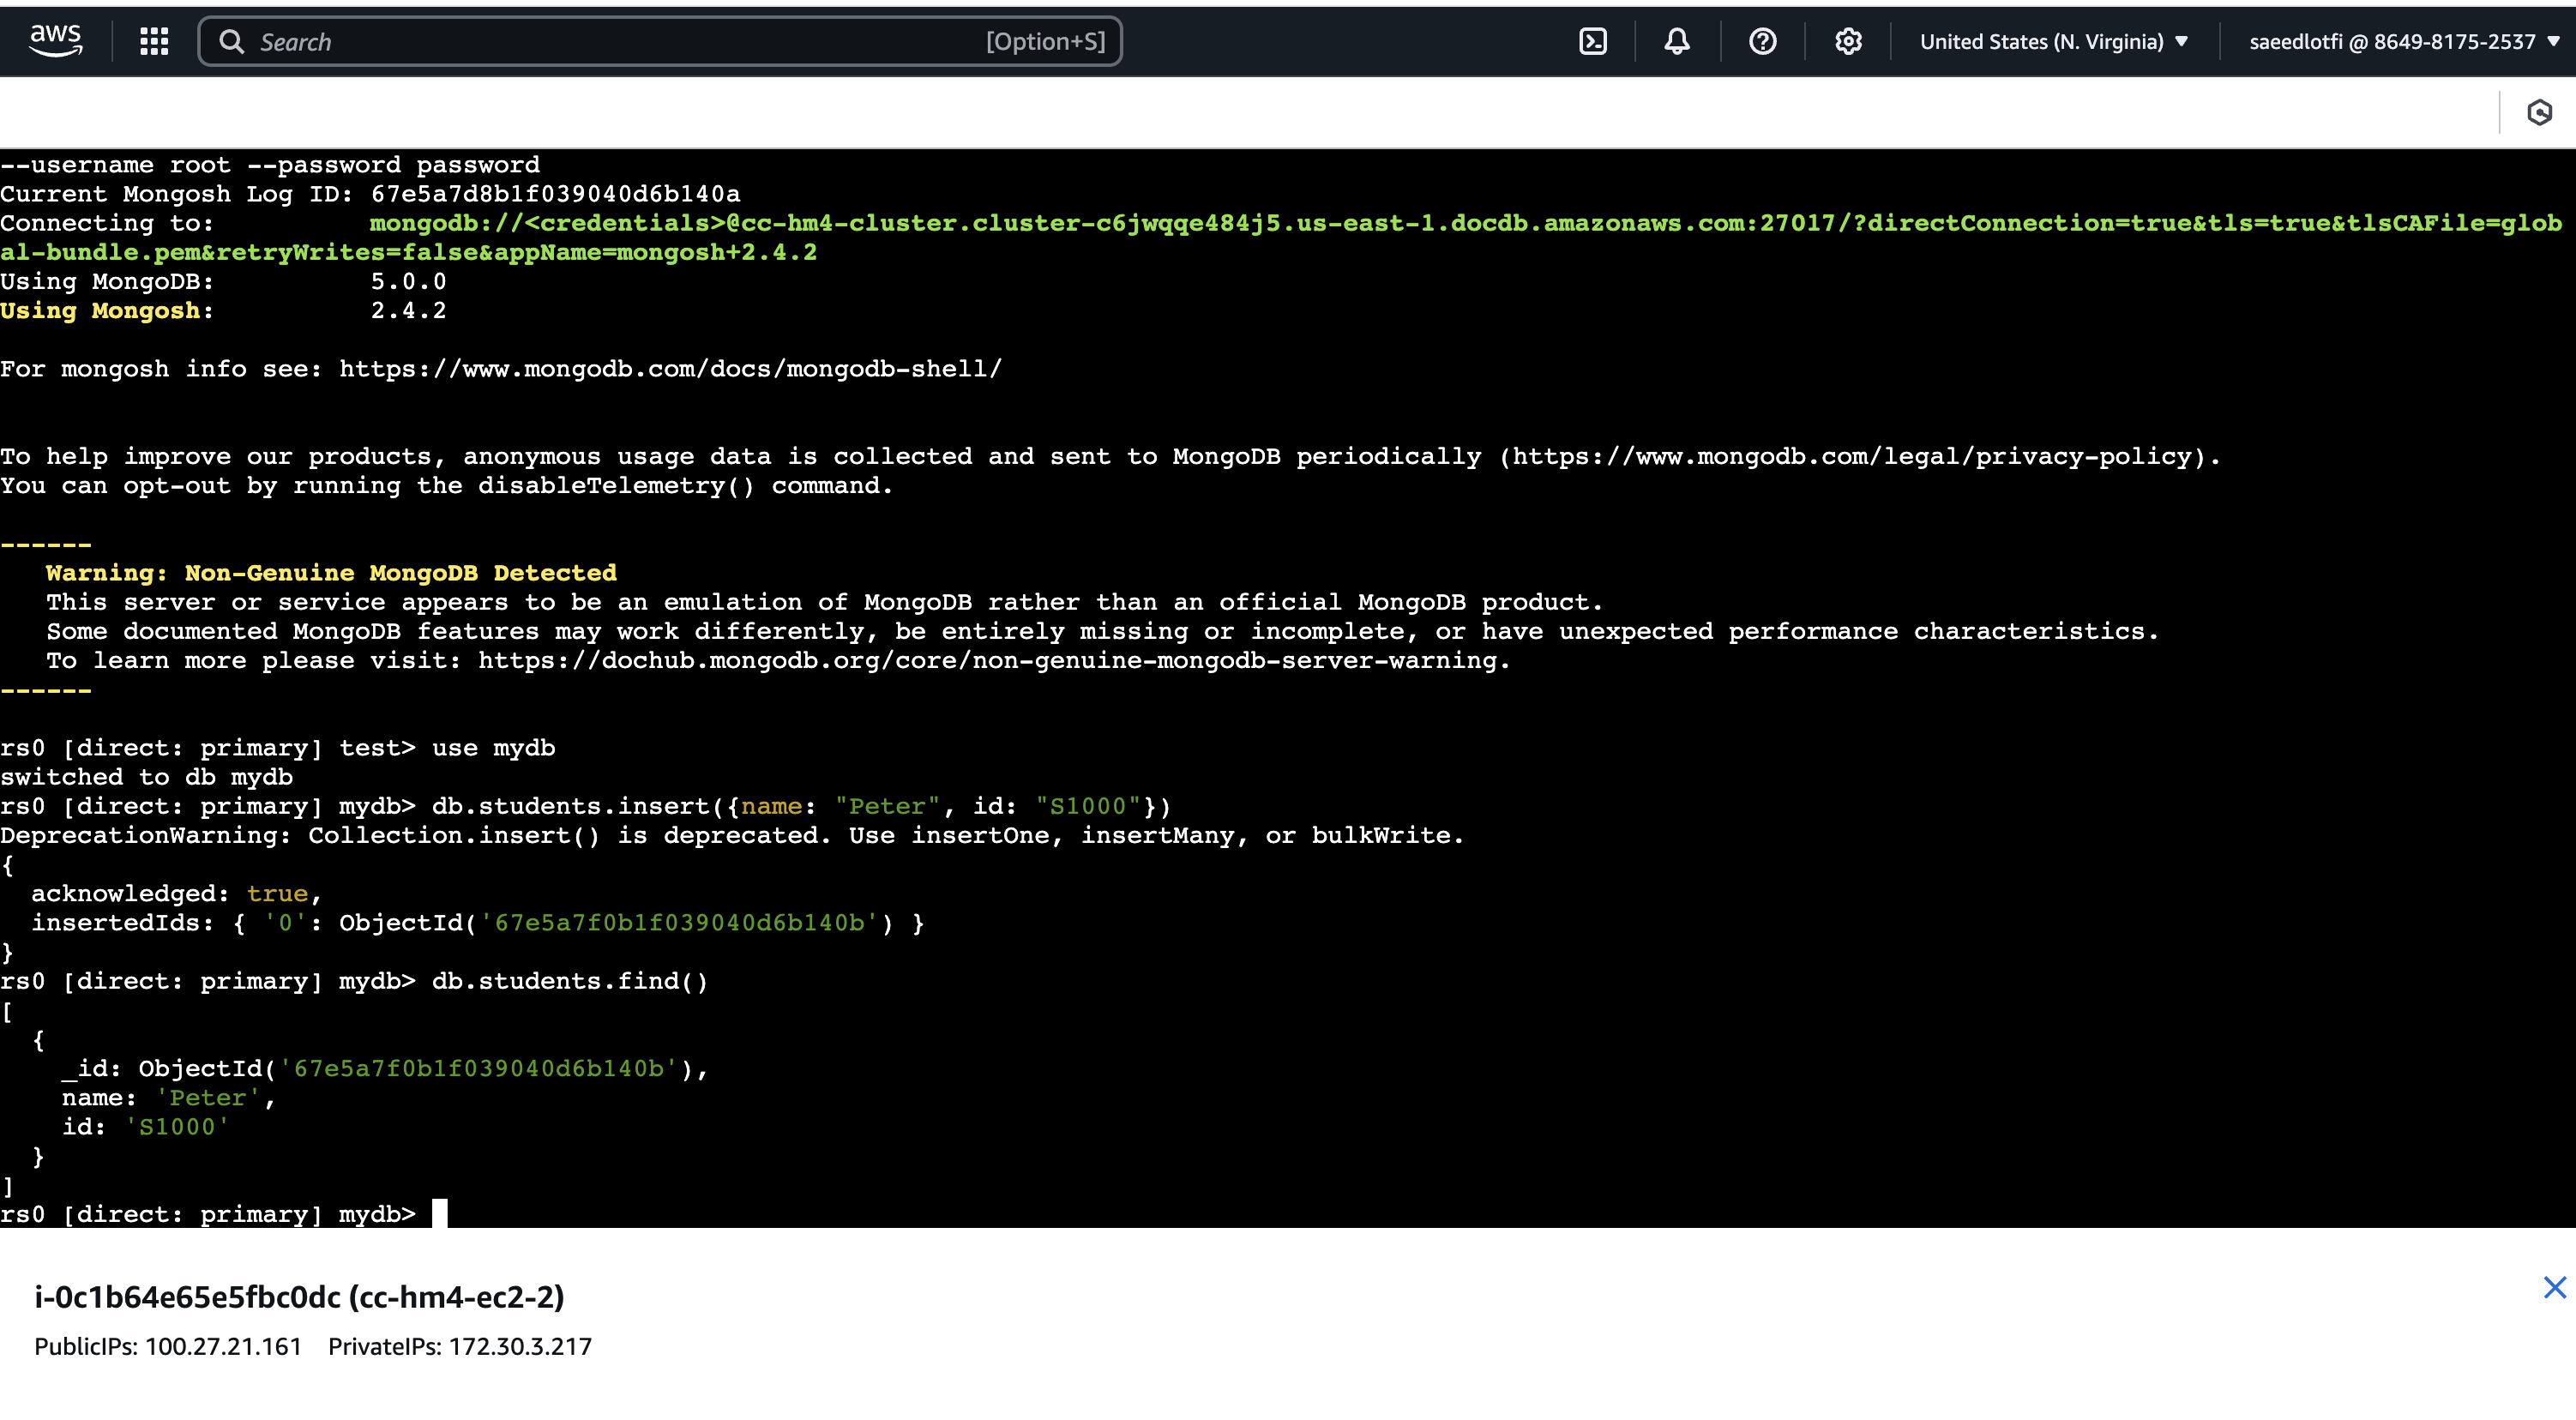 aws
Search [Option+S]
United States (N. Virginia) saeedlotfi @ 8649-8175-2537
--username root --password password
Current Mongosh Log ID: 67e5a7d8b1f039040d6b140a
Connecting to: mongodb://<credentials>@cc-hm4-cluster.cluster-c6jwqqe484j5.us-east-1.docdb.amazonaws.com:27017/?directConnection=true&tls=true&tlsCAFile=glob
al-bundle.pem&retryWrites=false&appName=mongosh+2.4.2
Using MongoDB: 5.0.0
Using Mongosh: 2.4.2
For mongosh info see: https://www.mongodb.com/docs/mongodb-shell/
To help improve our products, anonymous usage data is collected and sent to MongoDB periodically (https://www.mongodb.com/legal/privacy-policy).
You can opt-out by running the disableTelemetry() command.
------
Warning: Non-Genuine MongoDB Detected
This server or service appears to be an emulation of MongoDB rather than an official MongoDB product.
Some documented MongoDB features may work differently, be entirely missing or incomplete, or have unexpected performance characteristics.
To learn more please visit: https://dochub.mongodb.org/core/non-genuine-mongodb-server-warning.
------
rs0 [direct: primary] test> use mydb
switched to db mydb
rs0 [direct: primary] mydb> db.students.insert({name: "Peter", id: "S1000"})
DeprecationWarning: Collection.insert() is deprecated. Use insertOne, insertMany, or bulkWrite.
{
acknowledged: true,
insertedIds: { '0': ObjectId('67e5a7f0b1f039040d6b140b') }
}
rs0 [direct: primary] mydb> db.students.find()
[
{
_id: ObjectId('67e5a7f0b1f039040d6b140b'),
name: 'Peter',
id: 'S1000'
}
]
rs0 [direct: primary] mydb>
i-0c1b64e65e5fbc0dc (cc-hm4-ec2-2)
PublicIPs: 100.27.21.161 PrivateIPs: 172.30.3.217